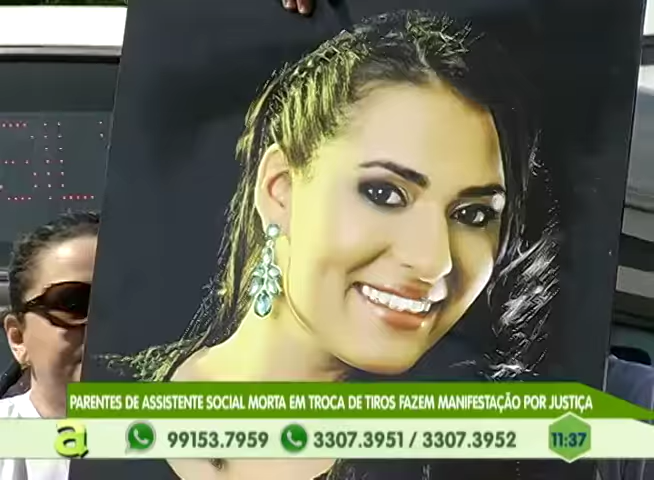 PARENTES DE ASSISTENTE SOCIAL MORTA EM TROCA DE TIROS FAZEM MANIFESTAÇÃO POR JUSTIÇA
a 99153.7959 3307.3951 / 3307.3952 11:37